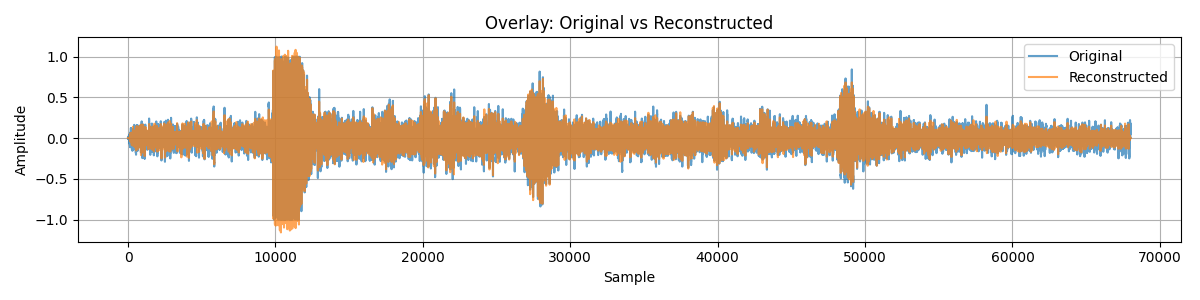 Overlay: Original vs Reconstructed
Original
Reconstructed
Amplitude
1.0
0.5
0.0
−0.5
−1.0
0 10000 20000 30000 40000 50000 60000 70000
Sample